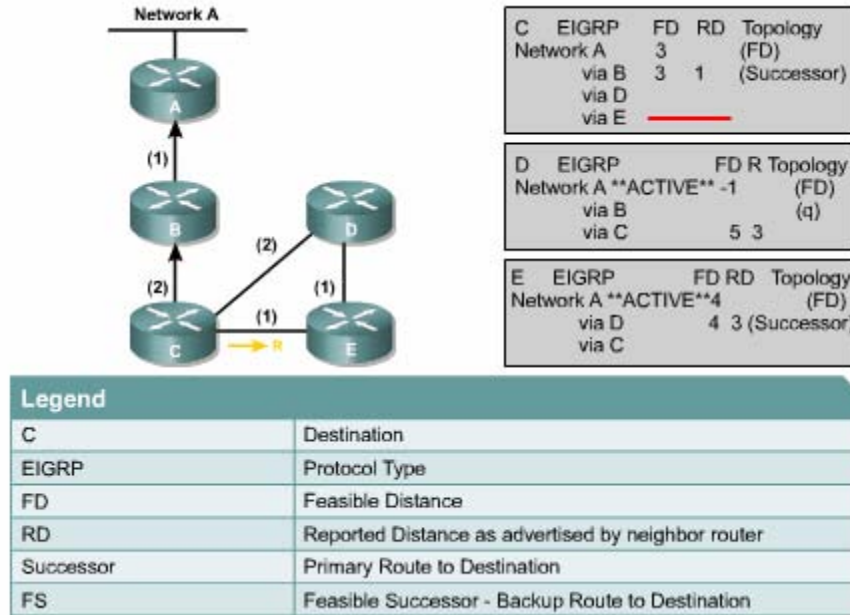 Network A
A
(1)
B
D
(2)
(2)
(1)
(1)
C
R
E
C EIGRP FD RD Topology
Network A 3 (FD)
via B 3 1 (Successor)
via D
via E
D EIGRP FD R Topology
Network A **ACTIVE** -1 (FD)
via B (q)
via C 5 3
E EIGRP FD RD Topology
Network A **ACTIVE**4 (FD)
via D 4 3 (Successor)
via C
Legend
C Destination
EIGRP Protocol Type
FD Feasible Distance
RD Reported Distance as advertised by neighbor router
Successor Primary Route to Destination
FS Feasible Successor - Backup Route to Destination